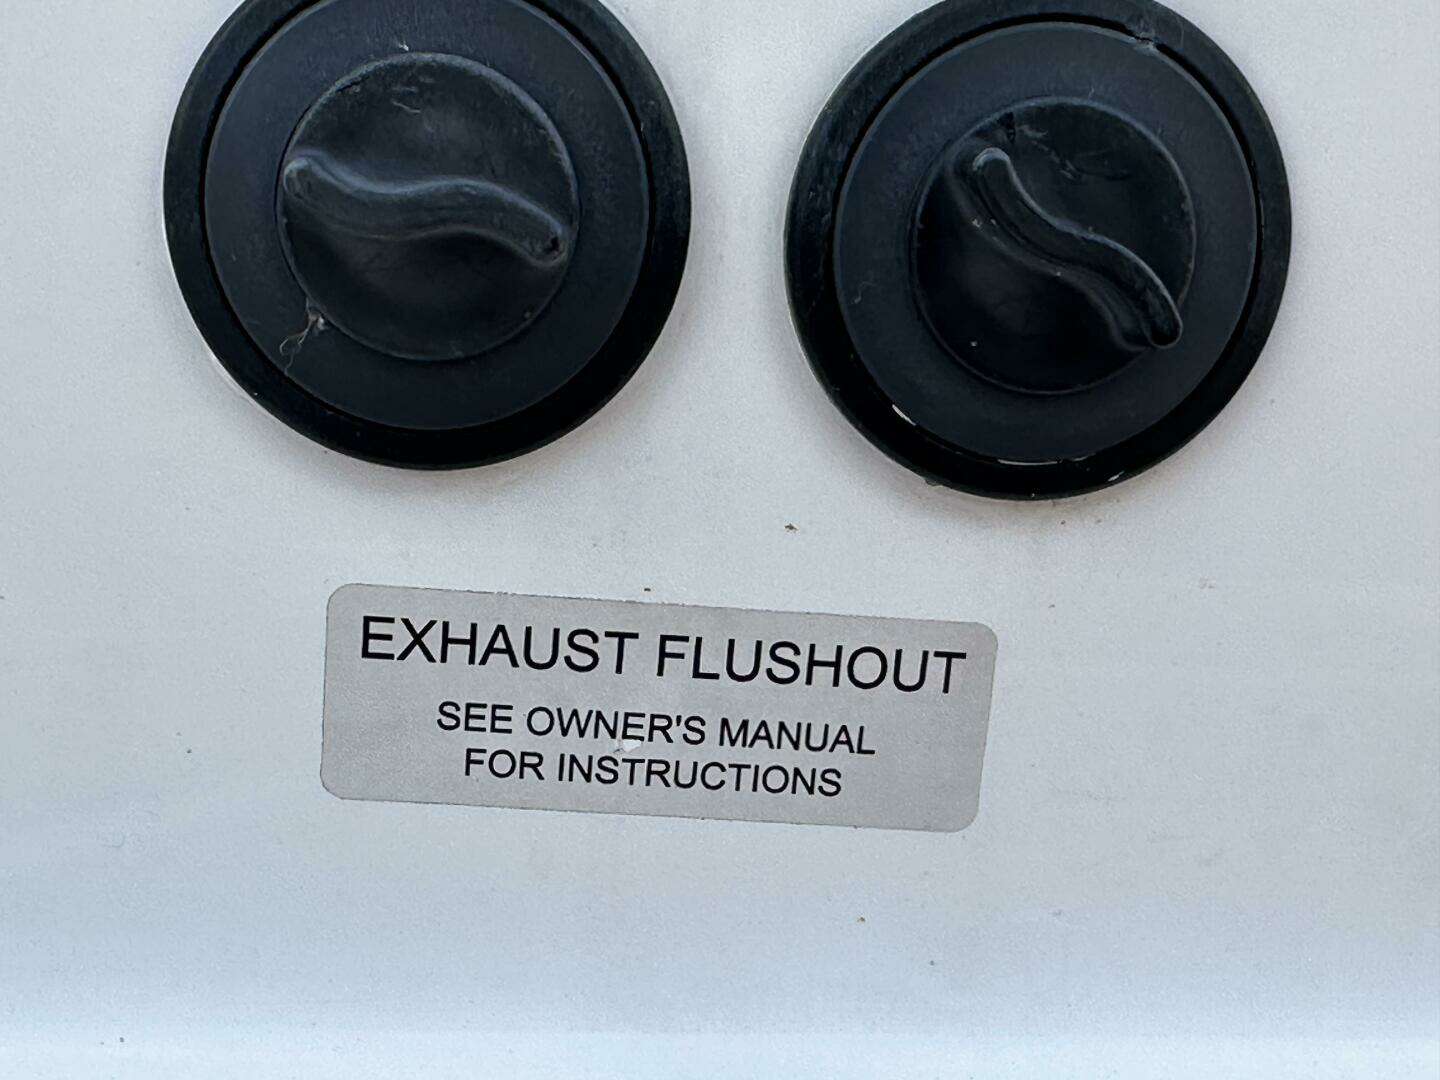 EXHAUST FLUSHOUT
SEE OWNER'S MANUAL
FOR INSTRUCTIONS